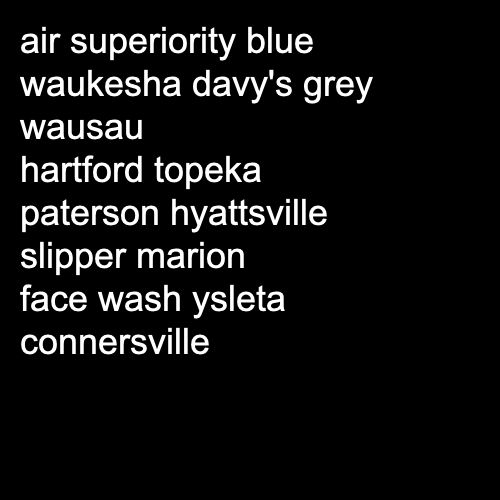 air superiority blue
waukesha davy's grey
wausau
hartford topeka
paterson hyattsville
slipper marion
face wash ysleta
connersville